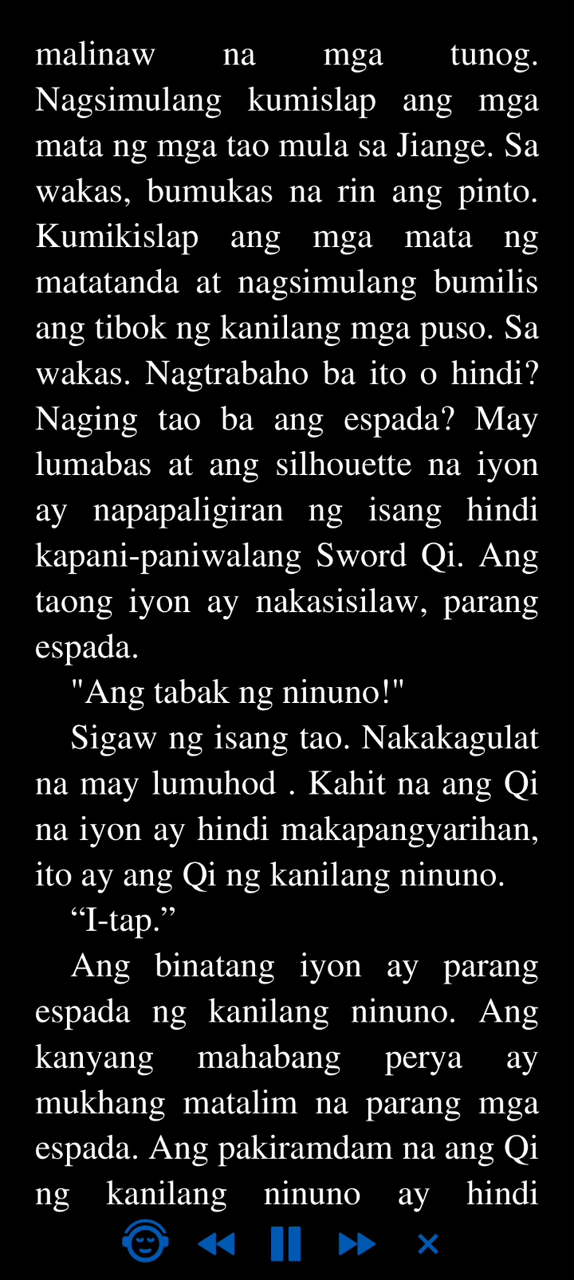 malinaw na mga tunog.
Nagsimulang kumislap ang mga
mata ng mga tao mula sa Jiange. Sa
wakas, bumukas na rin ang pinto.
Kumikislap ang mga mata ng
matatanda at nagsimulang bumilis
ang tibok ng kanilang mga puso. Sa
wakas. Nagtrabaho ba ito o hindi?
Naging tao ba ang espada? May
lumabas at ang silhouette na iyon
ay napapaligiran ng isang hindi
kapani-paniwalang Sword Qi. Ang
taong iyon ay nakasisilaw, parang
espada.
"Ang tabak ng ninuno!"
Sigaw ng isang tao. Nakakagulat
na may lumuhod . Kahit na ang Qi
na iyon ay hindi makapangyarihan,
ito ay ang Qi ng kanilang ninuno.
“I-tap.”
Ang binatang iyon ay parang
espada ng kanilang ninuno. Ang
kanyang mahabang perya ay
mukhang matalim na parang mga
espada. Ang pakiramdam na ang Qi
ng kanilang ninuno ay hindi